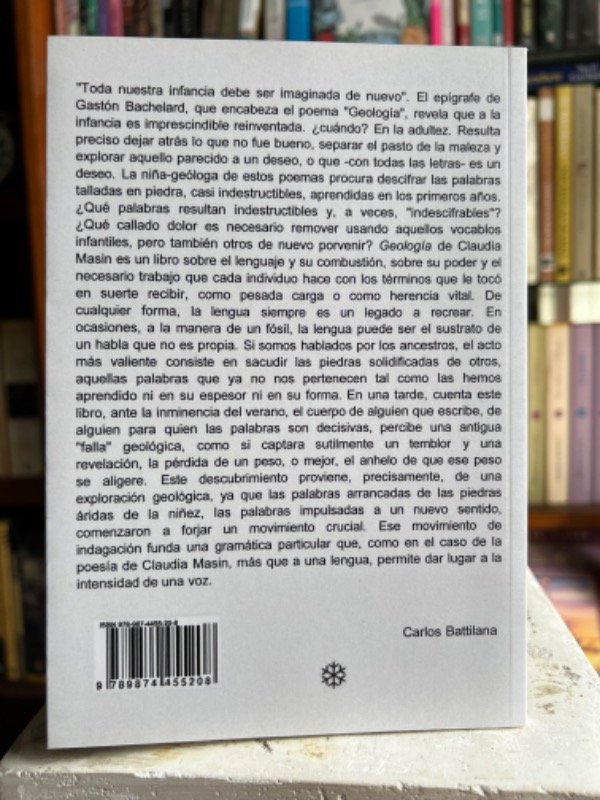 "Toda nuestra infancia debe ser imaginada de nuevo". El epígrafe de
Gastón Bachelard, que encabeza el poema "Geología", revela que a la
infancia es imprescindible reinventada. ¿cuándo? En la adultez. Resulta
preciso dejar atrás lo que no fue bueno, separar el pasto de la maleza y
explorar aquello parecido a un deseo, o que -con todas las letras- es un
deseo. La niña-geóloga de estos poemas procura descifrar las palabras
talladas en piedra, casi indestructibles, aprendidas en los primeros años.
¿Qué palabras resultan indestructibles y, a veces, "indescifrables"?
¿Qué callado dolor es necesario remover usando aquellos vocablos
infantiles, pero también otros de nuevo porvenir? Geología de Claudia
Masin es un libro sobre el lenguaje y su combustión, sobre su poder y el
necesario trabajo que cada individuo hace con los términos que le tocó
en suerte recibir, como pesada carga o como herencia vital. De
cualquier forma, la lengua siempre es un legado a recrear. En
ocasiones, a la manera de un fósil, la lengua puede ser el sustrato de
un habla que no es propia. Si somos hablados por los ancestros, el acto
más valiente consiste en sacudir las piedras solidificadas de otros,
aquellas palabras que ya no nos pertenecen tal como las hemos
aprendido ni en su espesor ni en su forma. En una tarde, cuenta este
libro, ante la inminencia del verano, el cuerpo de alguien que escribe, de
alguien para quien las palabras son decisivas, percibe una antigua
"falla" geológica, como si captara sutilmente un temblor y una
revelación, la pérdida de un peso, o mejor, el anhelo de que ese peso
se aligere. Este descubrimiento proviene, precisamente, de una
exploración geológica, ya que las palabras arrancadas de las piedras
áridas de la niñez, las palabras impulsadas a un nuevo sentido,
comenzaron a forjar un movimiento crucial. Ese movimiento de
indagación funda una gramática particular que, como en el caso de la
poesía de Claudia Masin, más que a una lengua, permite dar lugar a la
intensidad de una voz.
Carlos Battilana
ISBN 978-987-4455-20-8
9 789874 455208